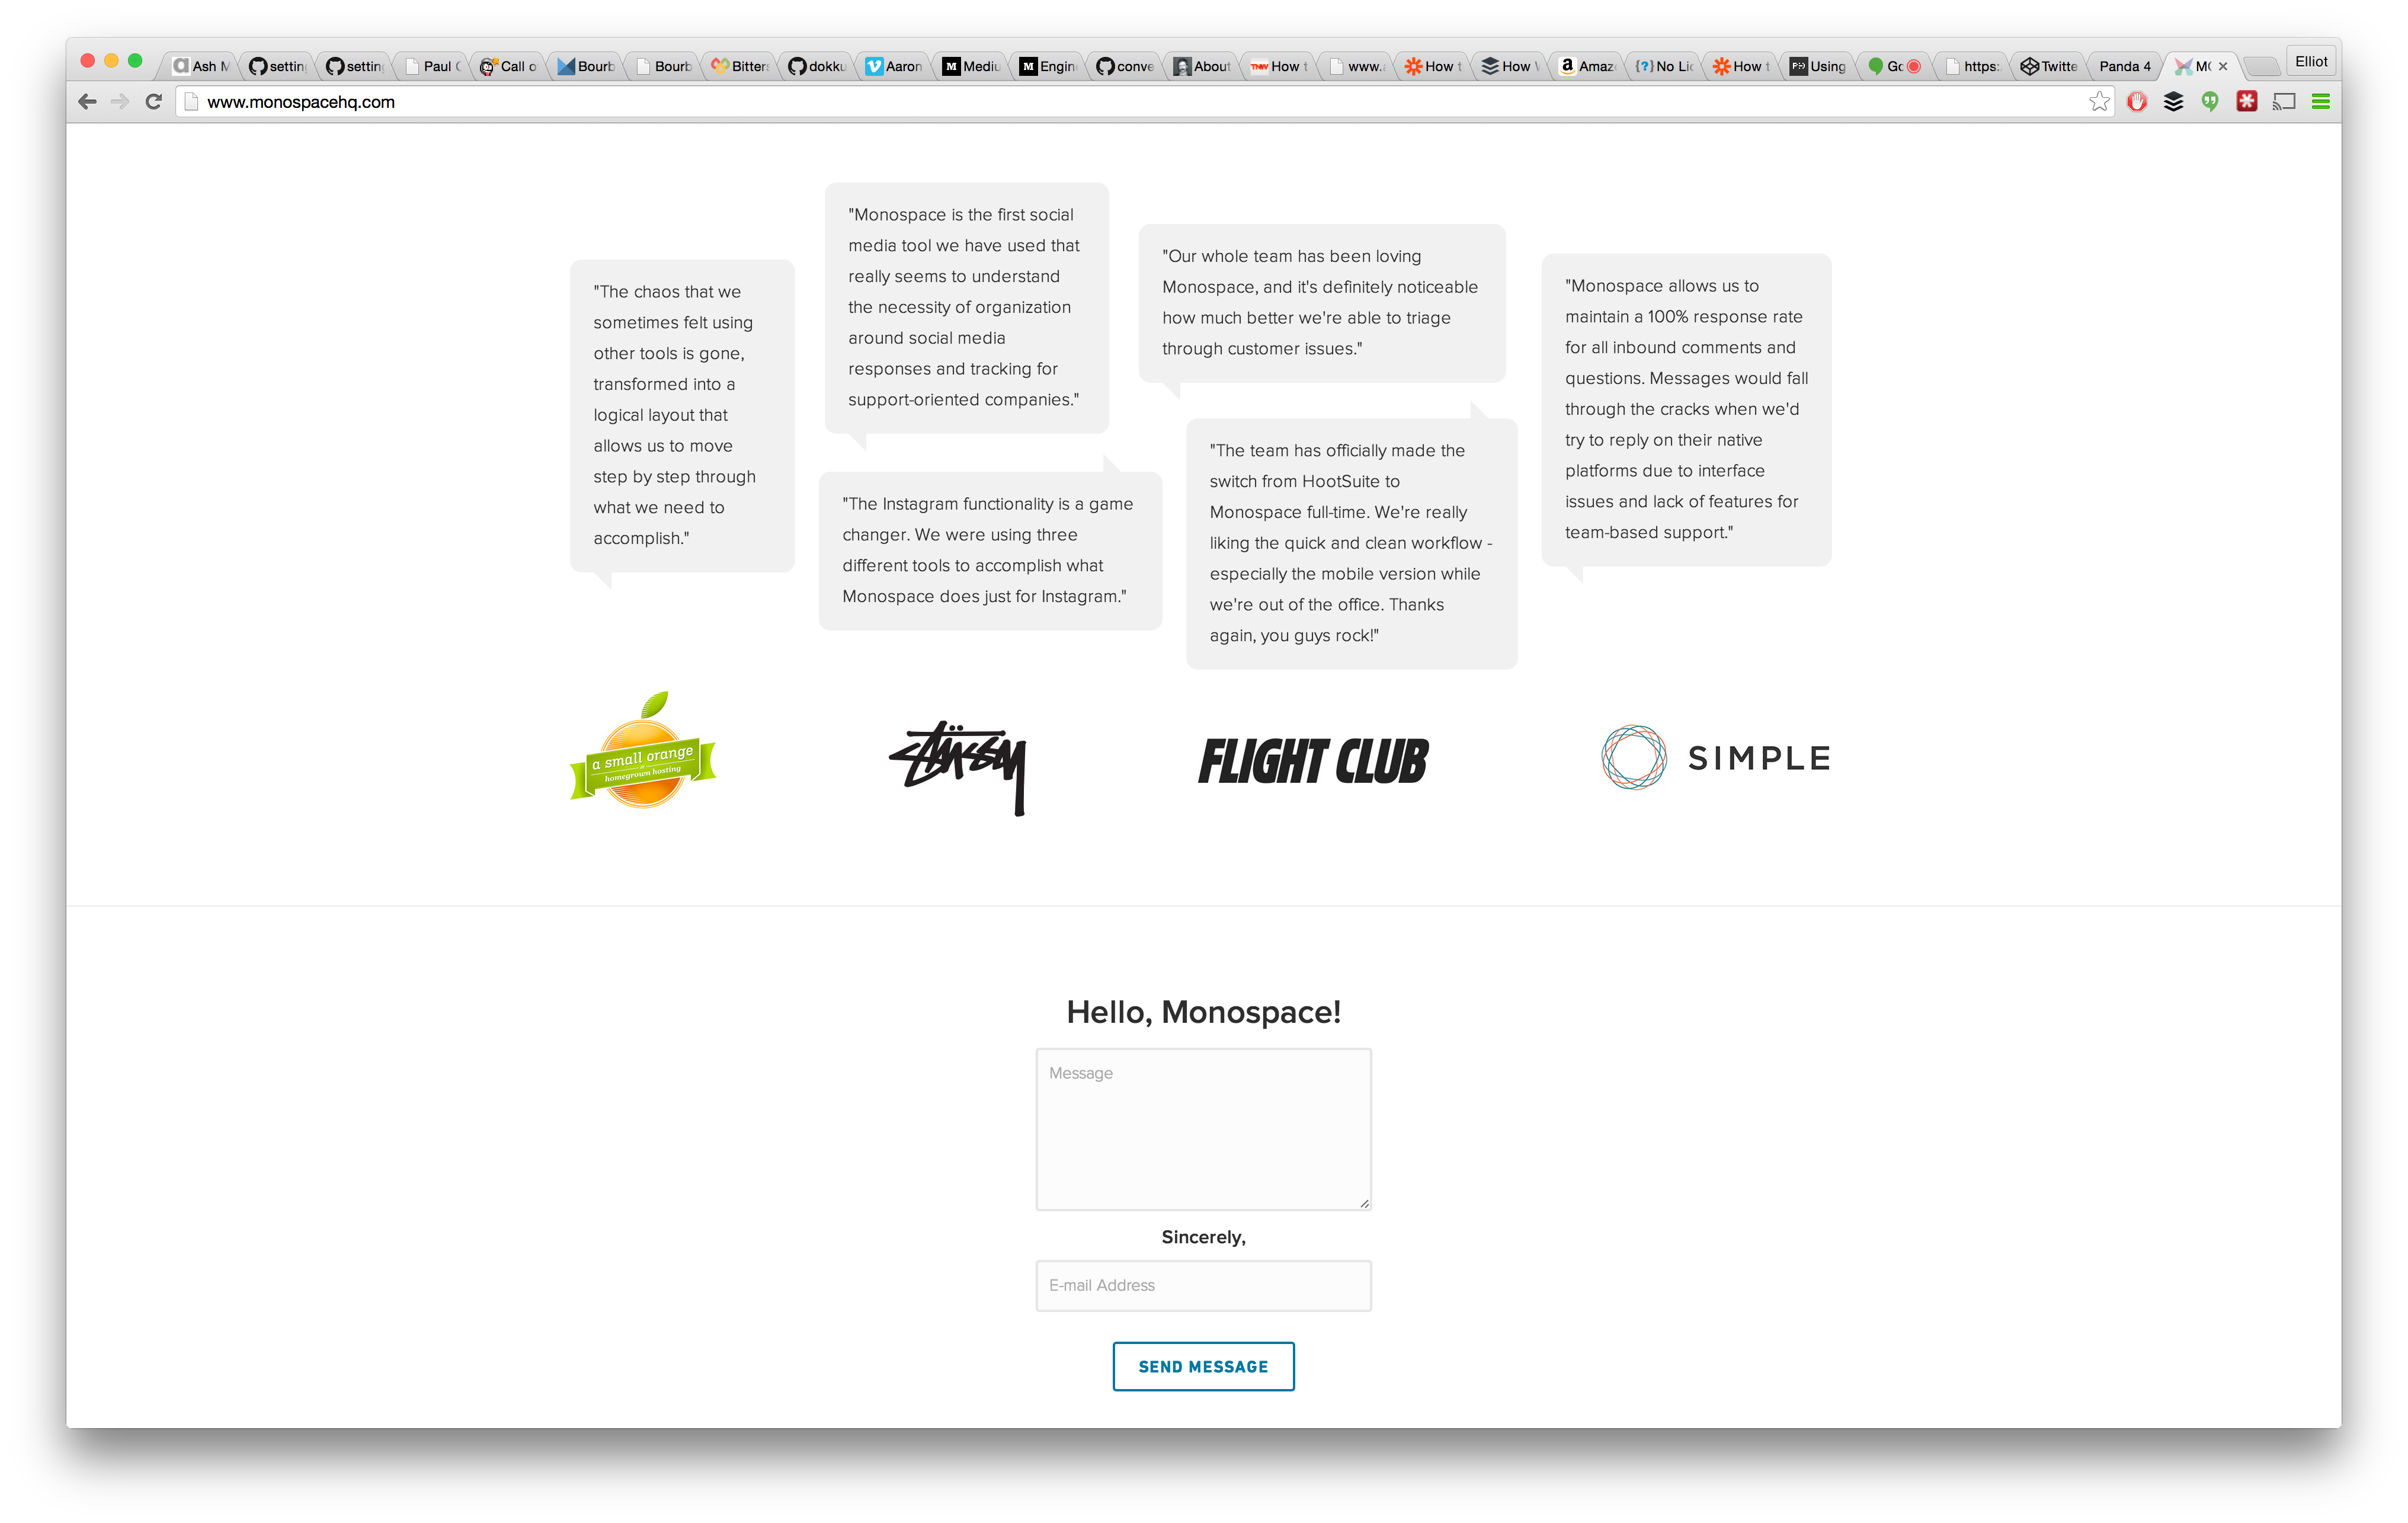 Ash M
settin
settin
Paul C
Call o
Bourb
Bourb
Bitters
dokku
Aaron
Mediu
Engin
conve
About
How t
www.
How t
How
Amaz
No Lic
How t
Using
Go
https:
Twitte
Panda 4
Elliot
www.monospacehq.com
"The chaos that we
sometimes felt using
other tools is gone,
transformed into a
logical layout that
allows us to move
step by step through
what we need to
accomplish."
"Monospace is the first social
media tool we have used that
really seems to understand
the necessity of organization
around social media
responses and tracking for
support-oriented companies."
"The Instagram functionality is a game
changer. We were using three
different tools to accomplish what
Monospace does just for Instagram."
"Our whole team has been loving
Monospace, and it's definitely noticeable
how much better we're able to triage
through customer issues."
"The team has officially made the
switch from HootSuite to
Monospace full-time. We're really
liking the quick and clean workflow -
especially the mobile version while
we're out of the office. Thanks
again, you guys rock!"
"Monospace allows us to
maintain a 100% response rate
for all inbound comments and
questions. Messages would fall
through the cracks when we'd
try to reply on their native
platforms due to interface
issues and lack of features for
team-based support."
a small orange
homegrown hosting
Stüssy
FLIGHT CLUB
SIMPLE
Hello, Monospace!
Message
Sincerely,
E-mail Address
SEND MESSAGE